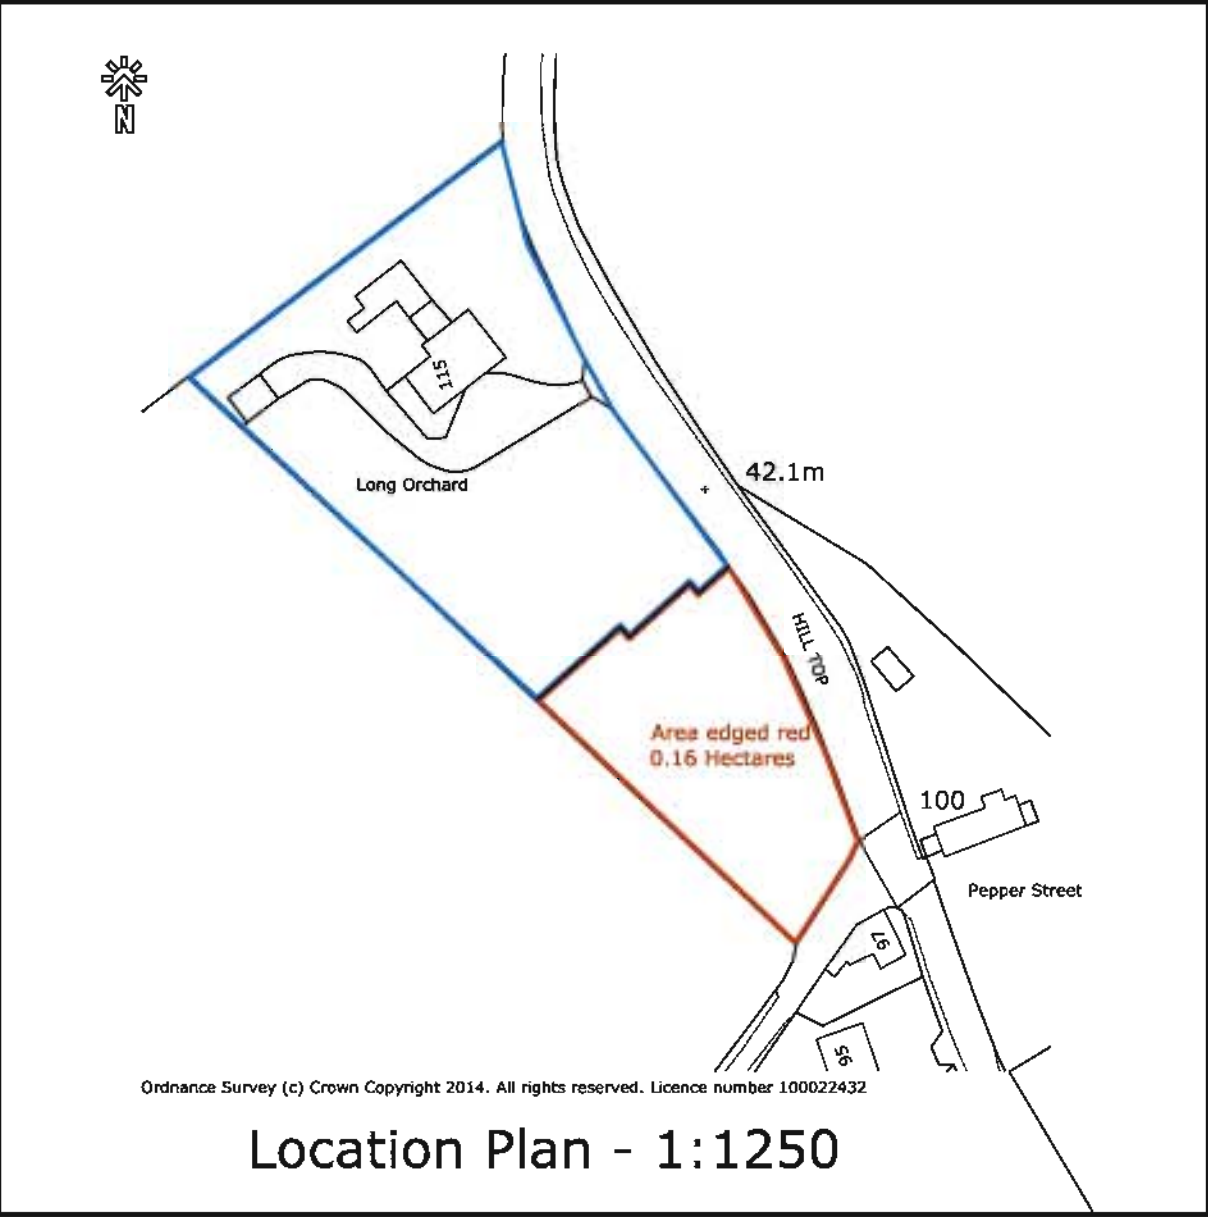 N
115
Long Orchard
42.1m
HILL TOP
Area edged red
0.16 Hectares
100
Pepper Street
97
95
Ordnance Survey (c) Crown Copyright 2014. All rights reserved. Licence number 100022432
Location Plan - 1:1250